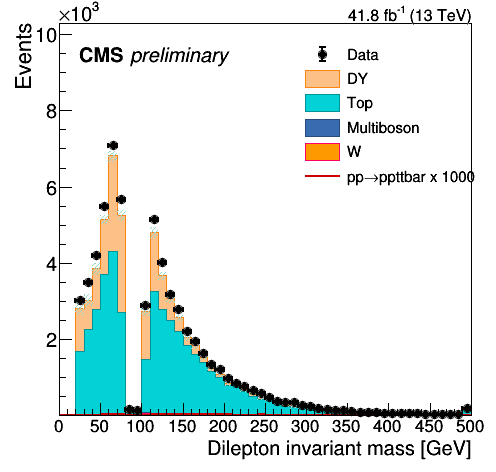 ×10³
41.8 fb⁻¹ (13 TeV)
Events
CMS preliminary
Data
DY
Top
Multiboson
W
pp→ppttbar x 1000
10
8
6
4
2
0 50 100 150 200 250 300 350 400 450 500
Dilepton invariant mass [GeV]